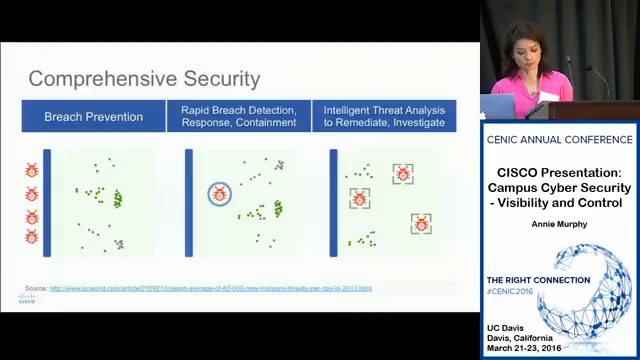 Comprehensive Security
Breach Prevention
Rapid Breach Detection,
Response, Containment
Intelligent Threat Analysis
to Remediate, Investigate
Source: http://www.pcworld.com/article/2109210/report-average-of-82-000-new-malware-threats-per-day-in-2013.html
CISCO
CENIC ANNUAL CONFERENCE
CISCO Presentation:
Campus Cyber Security
- Visibility and Control
Annie Murphy
THE RIGHT CONNECTION
#CENIC2016
UC Davis
Davis, California
March 21-23, 2016